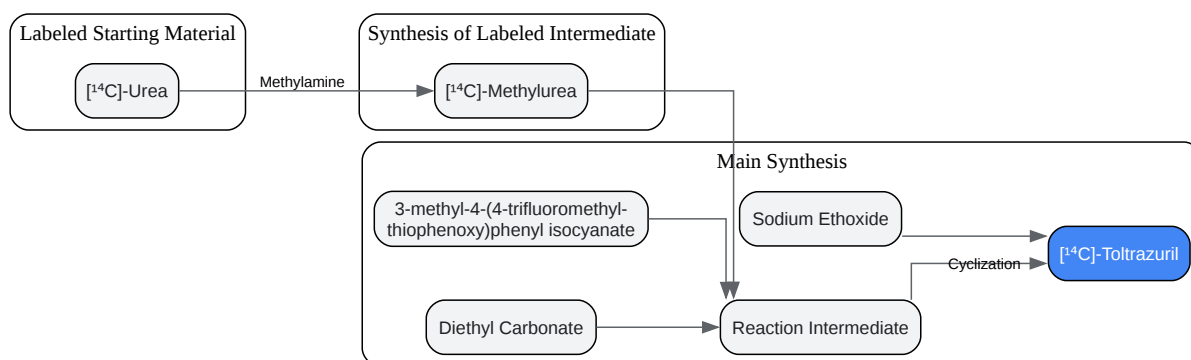 Labeled Starting Material
[¹⁴C]-Urea
Methylamine
Synthesis of Labeled Intermediate
[¹⁴C]-Methylurea
Main Synthesis
3-methyl-4-(4-trifluoromethyl-
thiophenoxy)phenyl isocyanate
Sodium Ethoxide
[¹⁴C]-Toltrazuril
Cyclization
Diethyl Carbonate
Reaction Intermediate